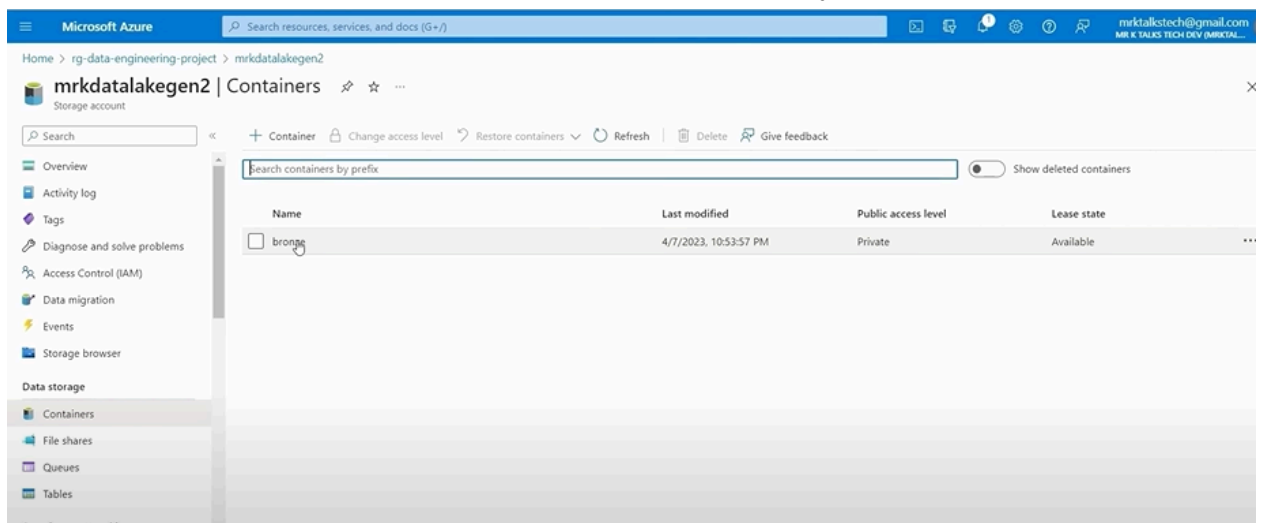 Microsoft Azure
Search resources, services, and docs (G+/)
mrktalkstech@gmail.com
MR K TALKS TECH DEV (MRKTAL...
Home > rg-data-engineering-project > mrkdatalakegen2
mrkdatalakegen2 | Containers
Storage account
Search
+ Container Change access level Restore containers Refresh Delete Give feedback
Search containers by prefix
Show deleted containers
Overview
Activity log
Tags
Diagnose and solve problems
Access Control (IAM)
Data migration
Events
Storage browser
Data storage
Containers
File shares
Queues
Tables
Name Last modified Public access level Lease state
bronze 4/7/2023, 10:53:57 PM Private Available